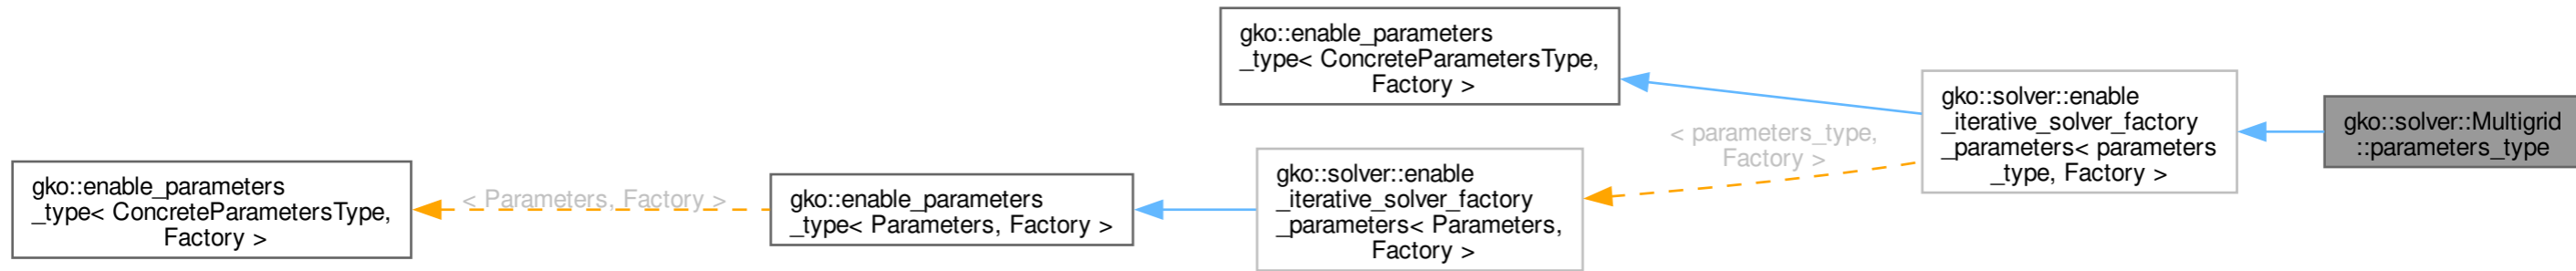 gko::enable_parameters
_type< ConcreteParametersType,
Factory >
gko::solver::enable
_iterative_solver_factory
_parameters< parameters
_type, Factory >
gko::solver::Multigrid
::parameters_type
< parameters_type,
Factory >
gko::solver::enable
_iterative_solver_factory
_parameters< Parameters,
Factory >
gko::enable_parameters
_type< ConcreteParametersType,
Factory >
< Parameters, Factory >
gko::enable_parameters
_type< Parameters, Factory >